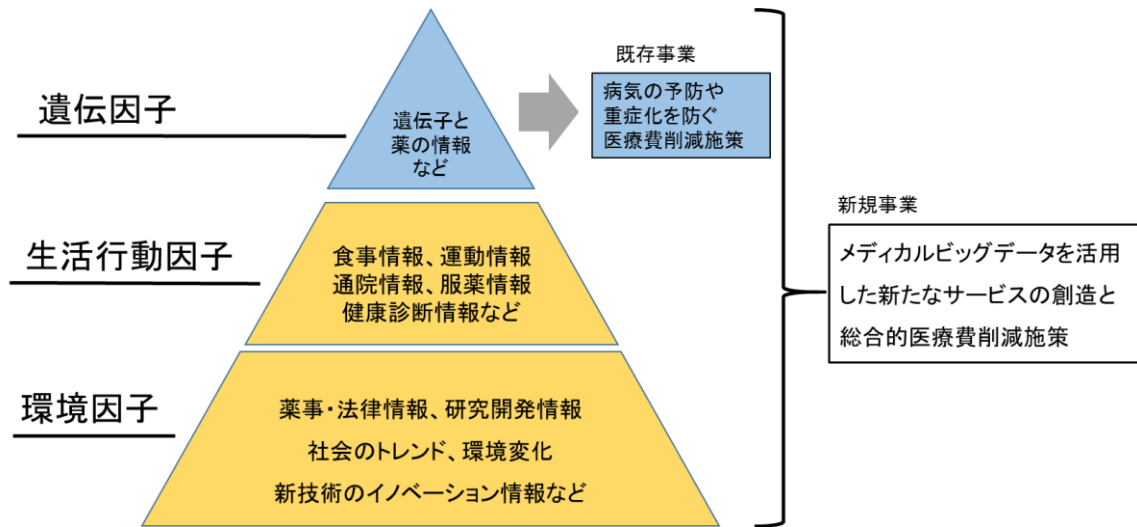 遺伝因子
遺伝子と
薬の情報
など
既存事業
病気の予防や
重症化を防ぐ
医療費削減施策
生活行動因子
食事情報、運動情報
通院情報、服薬情報
健康診断情報など
新規事業
メディカルビッグデータを活用
した新たなサービスの創造と
総合的医療費削減施策
環境因子
薬事・法律情報、研究開発情報
社会のトレンド、環境変化
新技術のイノベーション情報など